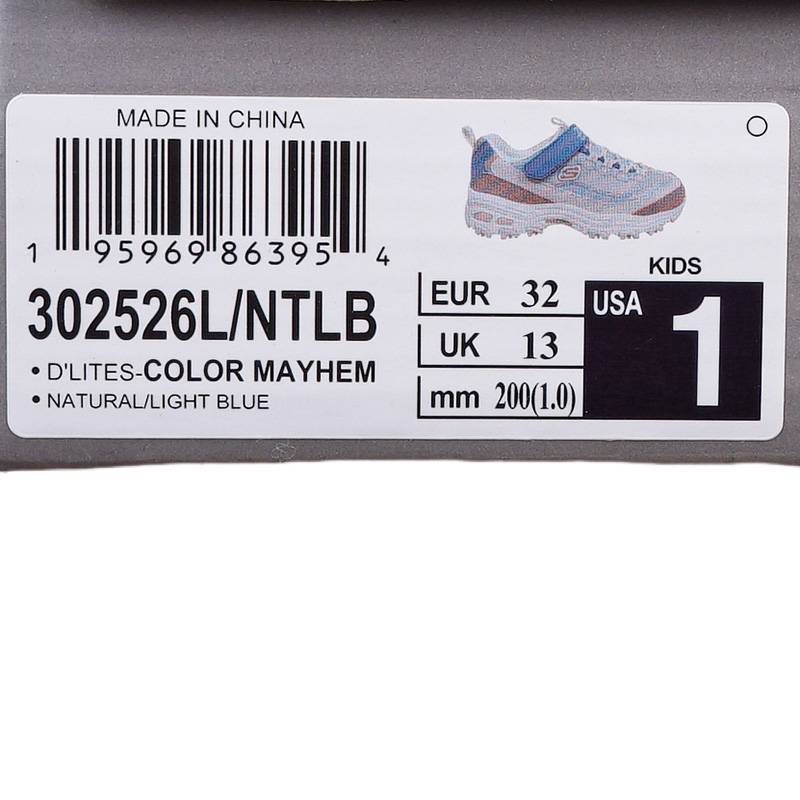 MADE IN CHINA
1 95969 86395 4
302526L/NTLB
• D'LITES-COLOR MAYHEM
• NATURAL/LIGHT BLUE
KIDS
EUR 32
UK 13
mm 200(1.0)
USA 1